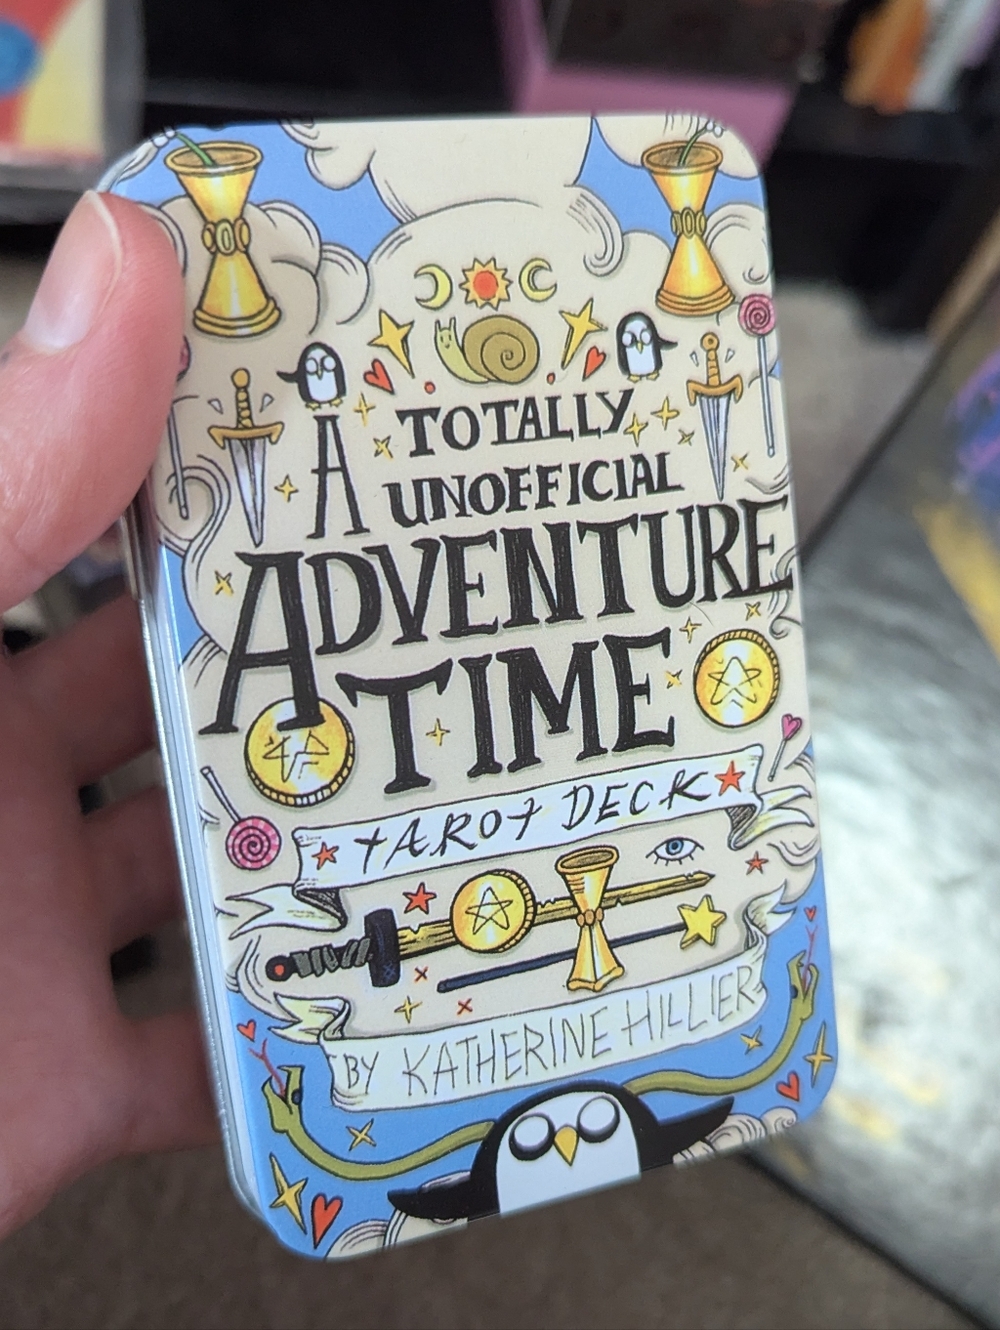 A TOTALLY
UNOFFICIAL
ADVENTURE
TIME
TAROT DECK
BY KATHERINE HILLIER